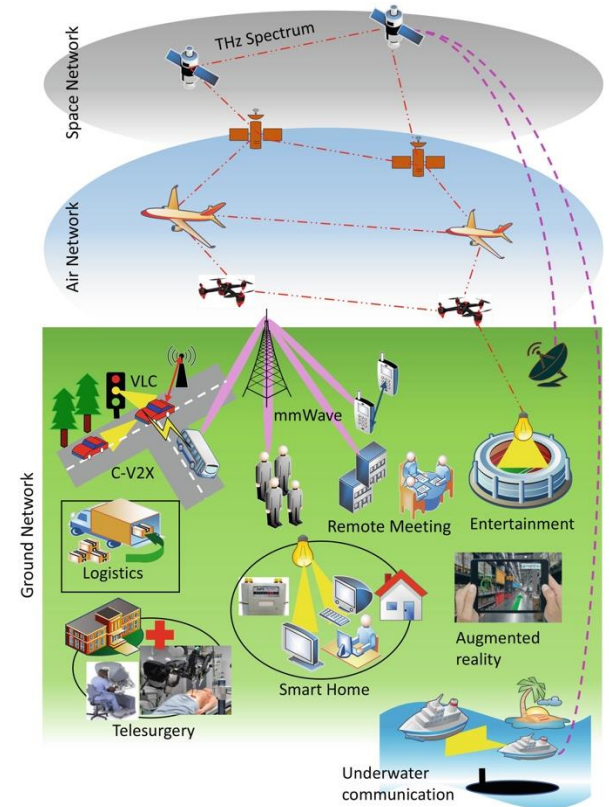 Space Network
THz Spectrum
Air Network
Ground Network
VLC
mmWave
C-V2X
Remote Meeting
Entertainment
Logistics
Smart Home
Augmented
reality
Telesurgery
Underwater
communication